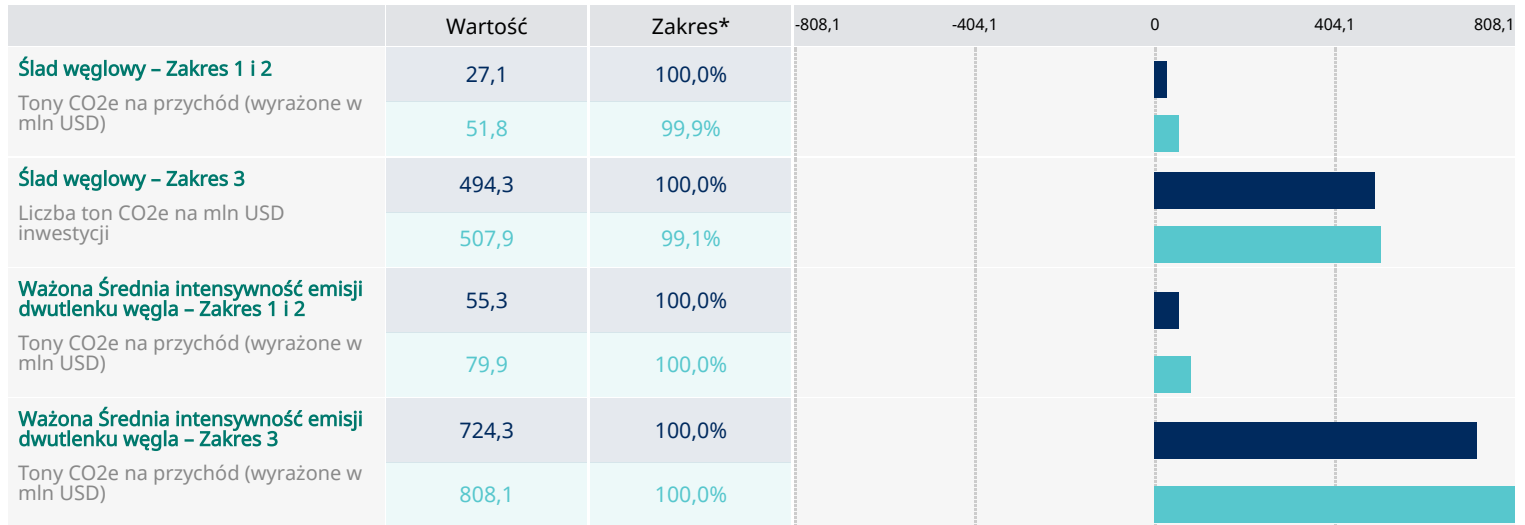 Wartość Zakres* -808,1 -404,1 0 404,1 808,1
Ślad węglowy – Zakres 1 i 2
Tony CO2e na przychód (wyrażone w
mln USD)
27,1 100,0%
51,8 99,9%
Ślad węglowy – Zakres 3
Liczba ton CO2e na mln USD
inwestycji
494,3 100,0%
507,9 99,1%
Ważona Średnia intensywność emisji
dwutlenku węgla – Zakres 1 i 2
Tony CO2e na przychód (wyrażone w
mln USD)
55,3 100,0%
79,9 100,0%
Ważona Średnia intensywność emisji
dwutlenku węgla – Zakres 3
Tony CO2e na przychód (wyrażone w
mln USD)
724,3 100,0%
808,1 100,0%